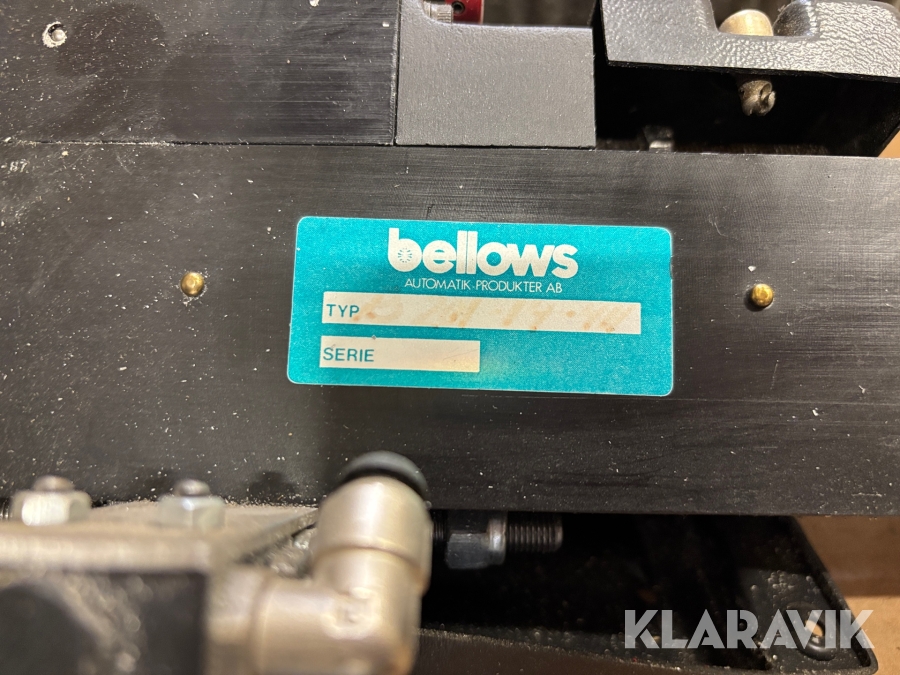 bellows
AUTOMATIK-PRODUKTER AB
TYP
SERIE
KLARAVIK